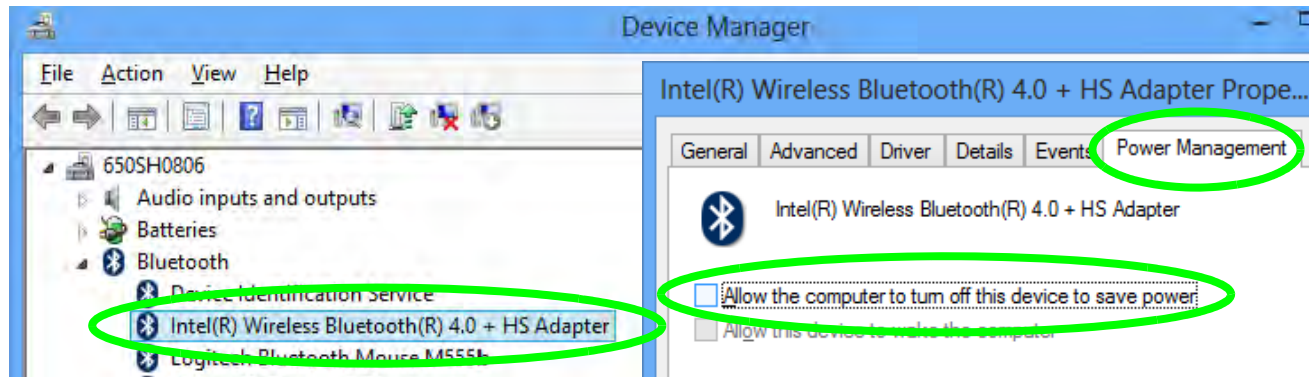 Device Manager
File Action View Help
650SH0806
Audio inputs and outputs
Batteries
Bluetooth
Device Identification Service
Intel(R) Wireless Bluetooth(R) 4.0 + HS Adapter
Logitech Bluetooth Mouse M555b
Intel(R) Wireless Bluetooth(R) 4.0 + HS Adapter Prope...
General Advanced Driver Details Events Power Management
Intel(R) Wireless Bluetooth(R) 4.0 + HS Adapter
Allow the computer to turn off this device to save power
Allow this device to wake the computer